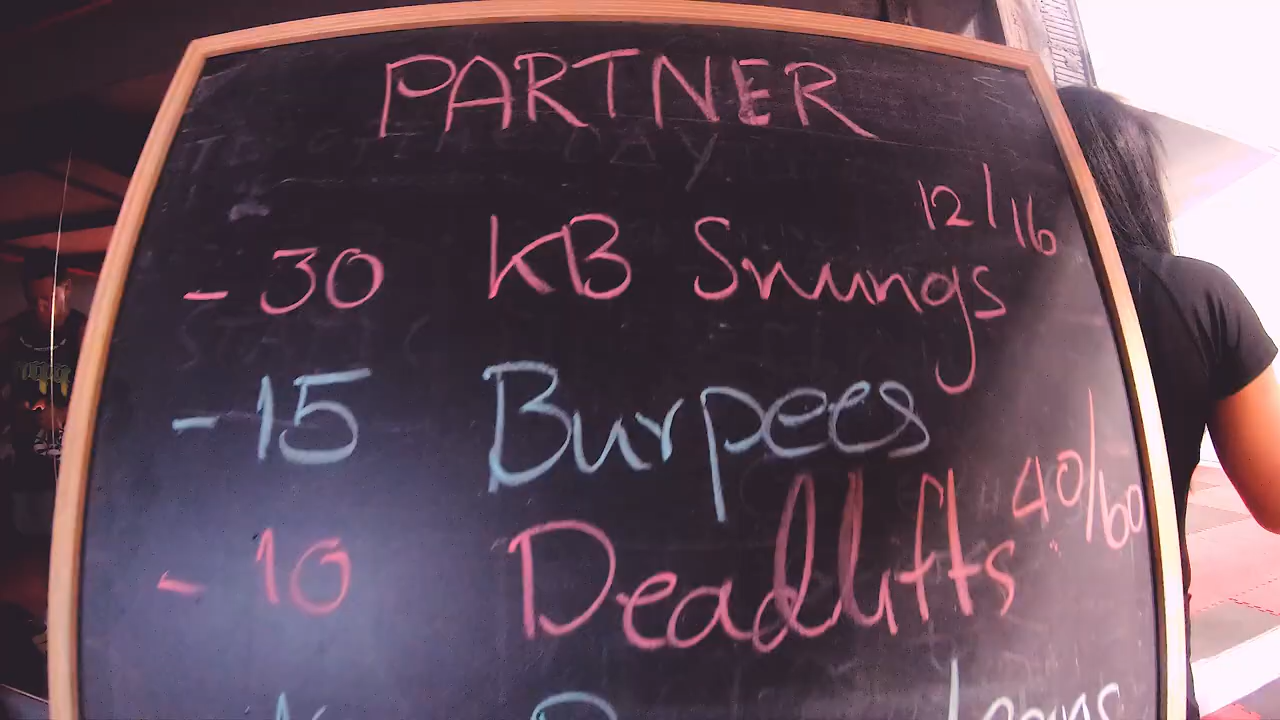 PARTNER
- 30 KB Swings 12/16
- 15 Burpees
- 10 Deadlifts 40/60